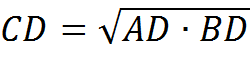 CD = √(AD · BD)